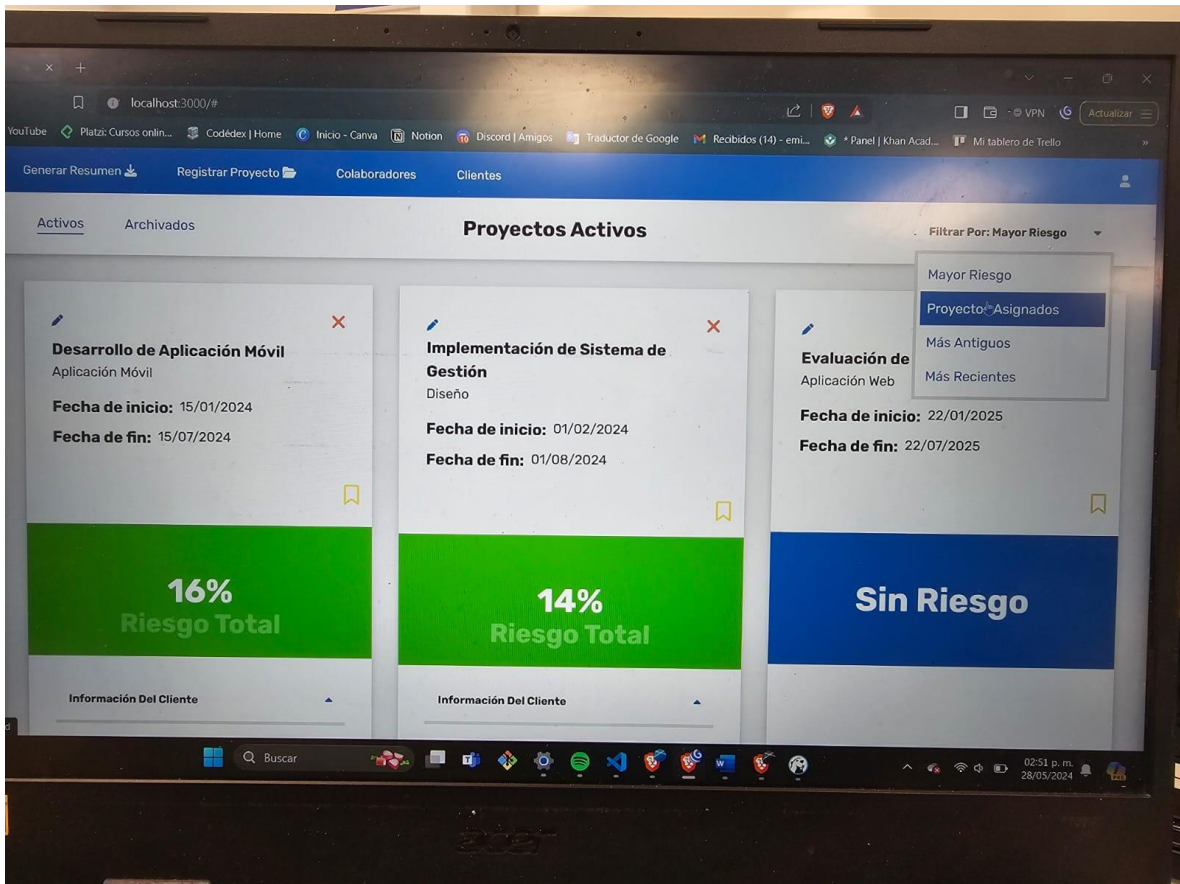 localhost:3000/#
Actualizar
VPN
YouTube
Platzi: Cursos onlin...
Codédex | Home
Inicio - Canva
Notion
Discord | Amigos
Traductor de Google
Recibidos (14) - emi...
* Panel | Khan Acad...
Mi tablero de Trello
»
Generar Resumen
Registrar Proyecto
Colaboradores
Clientes
Activos
Archivados
Proyectos Activos
Filtrar Por: Mayor Riesgo
Mayor Riesgo
Asignados
Más Antiguos
Más Recientes
Desarrollo de Aplicación Móvil
Aplicación Móvil
Fecha de inicio: 15/01/2024
Fecha de fin: 15/07/2024
16%
Riesgo Total
Información Del Cliente
Implementación de Sistema de
Gestión
Diseño
Fecha de inicio: 01/02/2024
Fecha de fin: 01/08/2024
14%
Riesgo Total
Información Del Cliente
Evaluación de
Aplicación Web
Fecha de inicio: 22/01/2025
Fecha de fin: 22/07/2025
Sin Riesgo
Buscar
02:51 p. m.
28/05/2024
acer